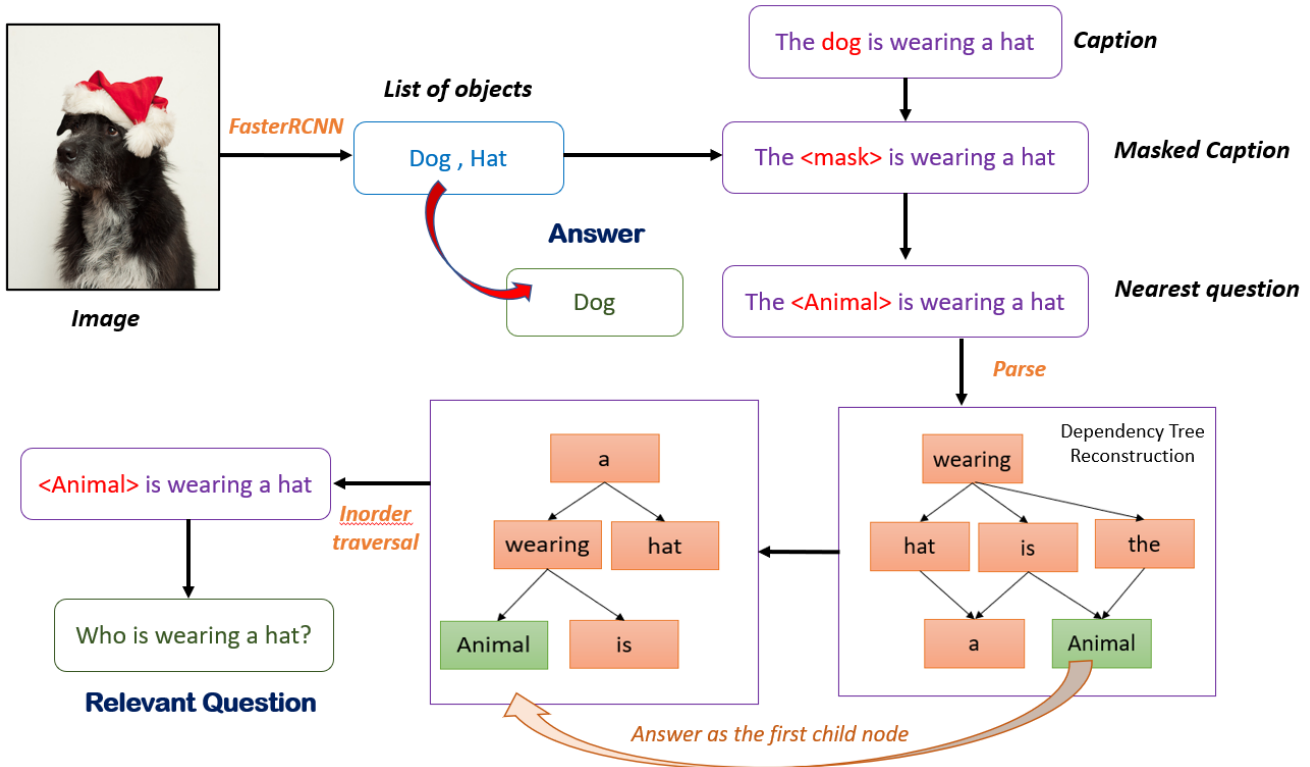 The dog is wearing a hat
Caption
List of objects
FasterRCNN
Dog , Hat
The <mask> is wearing a hat
Masked Caption
Answer
Dog
The <Animal> is wearing a hat
Nearest question
Image
Parse
Dependency Tree
Reconstruction
wearing
hat
is
the
a
Animal
a
wearing
hat
Animal
is
Answer as the first child node
Inorder
traversal
<Animal> is wearing a hat
Who is wearing a hat?
Relevant Question